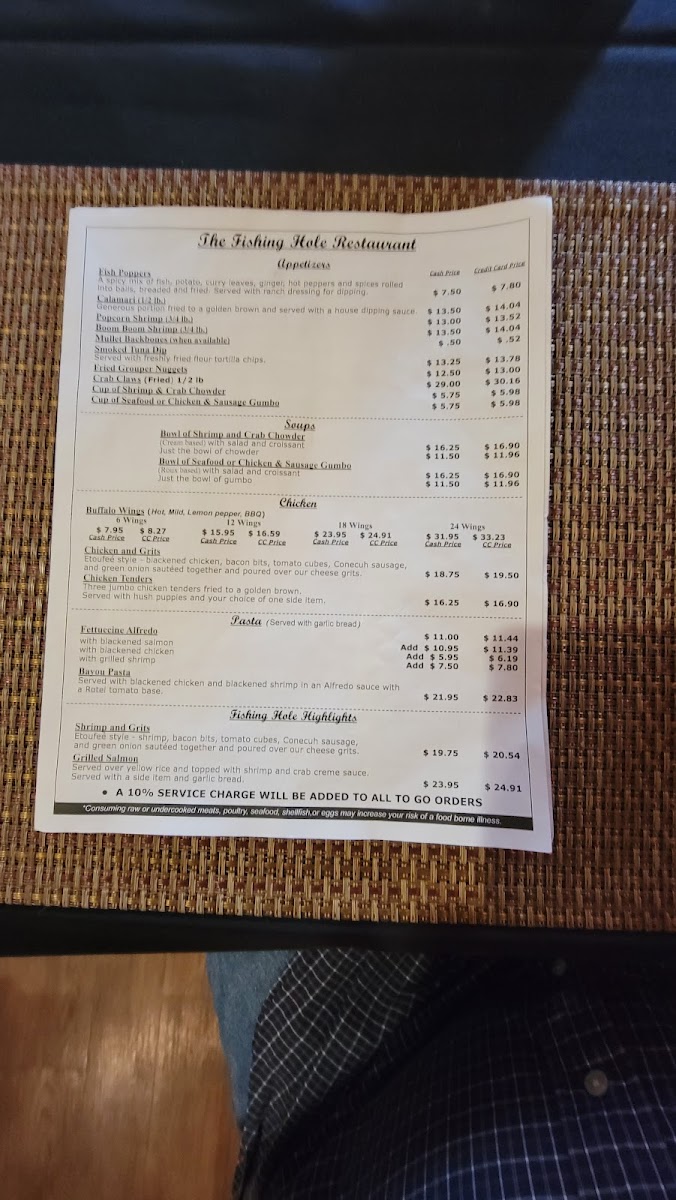 The Fishing Hole Restaurant
Appetizers
Cash Price Credit Card Price
Fish Poppers
A spicy mix of fish, potato, curry leaves, ginger, hot peppers and spices rolled
into balls, breaded and fried. Served with ranch dressing for dipping. $ 7.50 $ 7.80
Calamari (1/2 lb.)
Generous portion fried to a golden brown and served with a house dipping sauce. $ 13.50 $ 14.04
Popcorn Shrimp (3/4 lb.) $ 13.00 $ 13.52
Boom Boom Shrimp (3/4 lb.) $ 13.50 $ 14.04
Mullet Backbones (when available) $ .50 $ .52
Smoked Tuna Dip
Served with freshly fried flour tortilla chips. $ 13.25 $ 13.78
Fried Grouper Nuggets $ 12.50 $ 13.00
Crab Claws (Fried) 1/2 lb $ 29.00 $ 30.16
Cup of Shrimp & Crab Chowder $ 5.75 $ 5.98
Cup of Seafood or Chicken & Sausage Gumbo $ 5.75 $ 5.98
Soups
Bowl of Shrimp and Crab Chowder
(Cream based) with salad and croissant $ 16.25 $ 16.90
Just the bowl of chowder $ 11.50 $ 11.96
Bowl of Seafood or Chicken & Sausage Gumbo
(Roux based) with salad and croissant $ 16.25 $ 16.90
Just the bowl of gumbo $ 11.50 $ 11.96
Chicken
Buffalo Wings (Hot, Mild, Lemon pepper, BBQ)
6 Wings 12 Wings 18 Wings 24 Wings
$ 7.95 $ 8.27 $ 15.95 $ 16.59 $ 23.95 $ 24.91 $ 31.95 $ 33.23
Cash Price CC Price Cash Price CC Price Cash Price CC Price Cash Price CC Price
Chicken and Grits
Etoufee style - blackened chicken, bacon bits, tomato cubes, Conecuh sausage,
and green onion sautéed together and poured over our cheese grits. $ 18.75 $ 19.50
Chicken Tenders
Three jumbo chicken tenders fried to a golden brown.
Served with hush puppies and your choice of one side item. $ 16.25 $ 16.90
Pasta (Served with garlic bread)
Fettuccine Alfredo $ 11.00 $ 11.44
with blackened salmon Add $ 10.95 $ 11.39
with blackened chicken Add $ 5.95 $ 6.19
with grilled shrimp Add $ 7.50 $ 7.80
Bayou Pasta
Served with blackened chicken and blackened shrimp in an Alfredo sauce with
a Rotel tomato base. $ 21.95 $ 22.83
Fishing Hole Highlights
Shrimp and Grits
Etoufee style - shrimp, bacon bits, tomato cubes, Conecuh sausage,
and green onion sautéed together and poured over our cheese grits. $ 19.75 $ 20.54
Grilled Salmon
Served over yellow rice and topped with shrimp and crab creme sauce.
Served with a side item and garlic bread. $ 23.95 $ 24.91
• A 10% SERVICE CHARGE WILL BE ADDED TO ALL TO GO ORDERS
*Consuming raw or undercooked meats, poultry, seafood, shellfish,or eggs may increase your risk of a food borne illness.